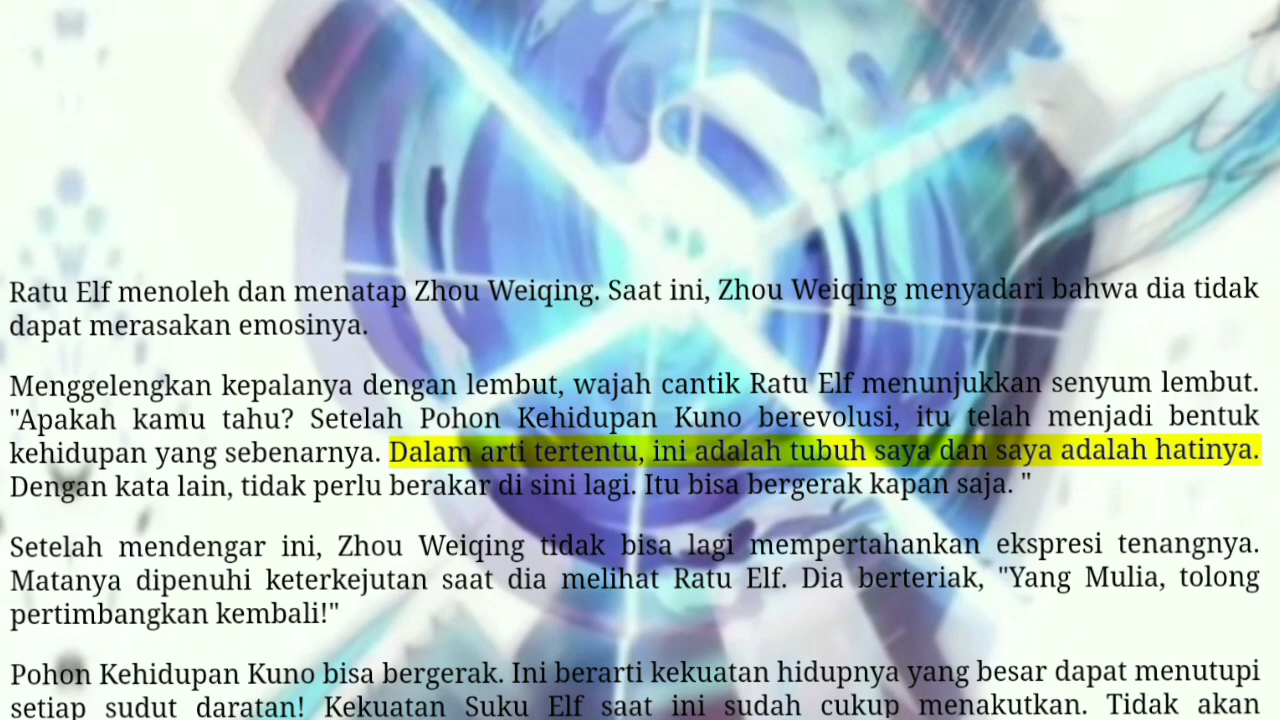 Ratu Elf menoleh dan menatap Zhou Weiqing. Saat ini, Zhou Weiqing menyadari bahwa dia tidak
dapat merasakan emosinya.
Menggelengkan kepalanya dengan lembut, wajah cantik Ratu Elf menunjukkan senyum lembut.
"Apakah kamu tahu? Setelah Pohon Kehidupan Kuno berevolusi, itu telah menjadi bentuk
kehidupan yang sebenarnya. Dalam arti tertentu, ini adalah tubuh saya dan saya adalah hatinya.
Dengan kata lain, tidak perlu berakar di sini lagi. Itu bisa bergerak kapan saja. "
Setelah mendengar ini, Zhou Weiqing tidak bisa lagi mempertahankan ekspresi tenangnya.
Matanya dipenuhi keterkejutan saat dia melihat Ratu Elf. Dia berteriak, "Yang Mulia, tolong
pertimbangkan kembali!"
Pohon Kehidupan Kuno bisa bergerak. Ini berarti kekuatan hidupnya yang besar dapat menutupi
setiap sudut daratan! Kekuatan Suku Elf saat ini sudah cukup menakutkan. Tidak akan